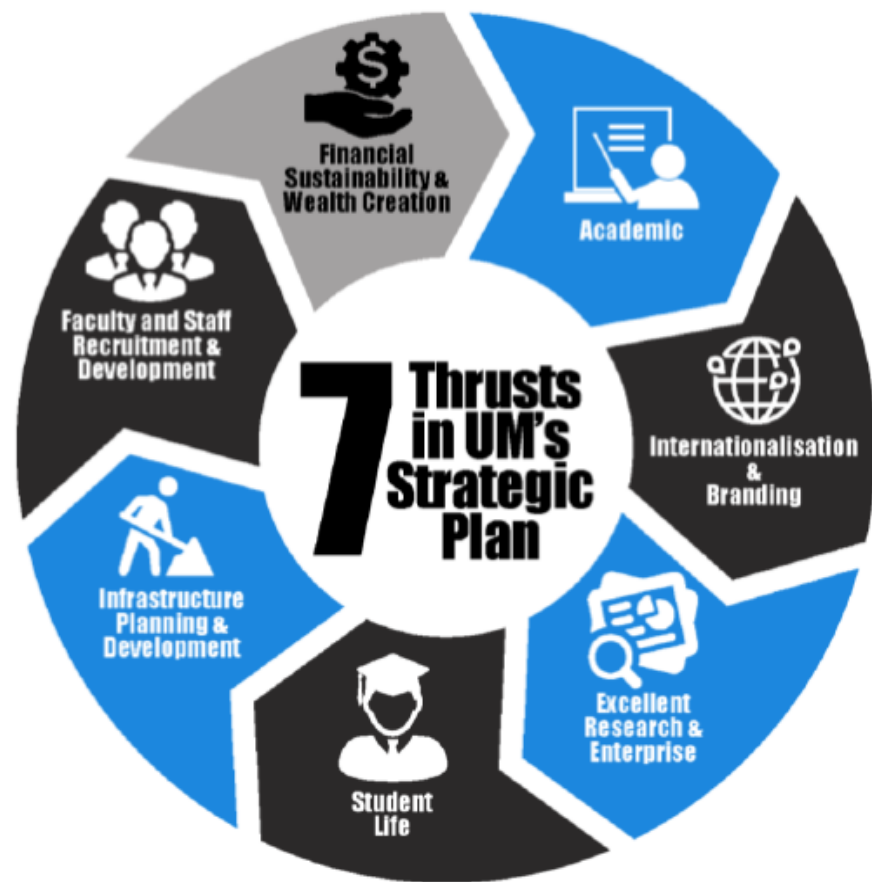 7
Thrusts
in UM's
Strategic
Plan
Academic
Internationalisation
&
Branding
Excellent
Research &
Enterprise
Student
Life
Infrastructure
Planning &
Development
Faculty and Staff
Recruitment &
Development
Financial
Sustainability &
Wealth Creation
$